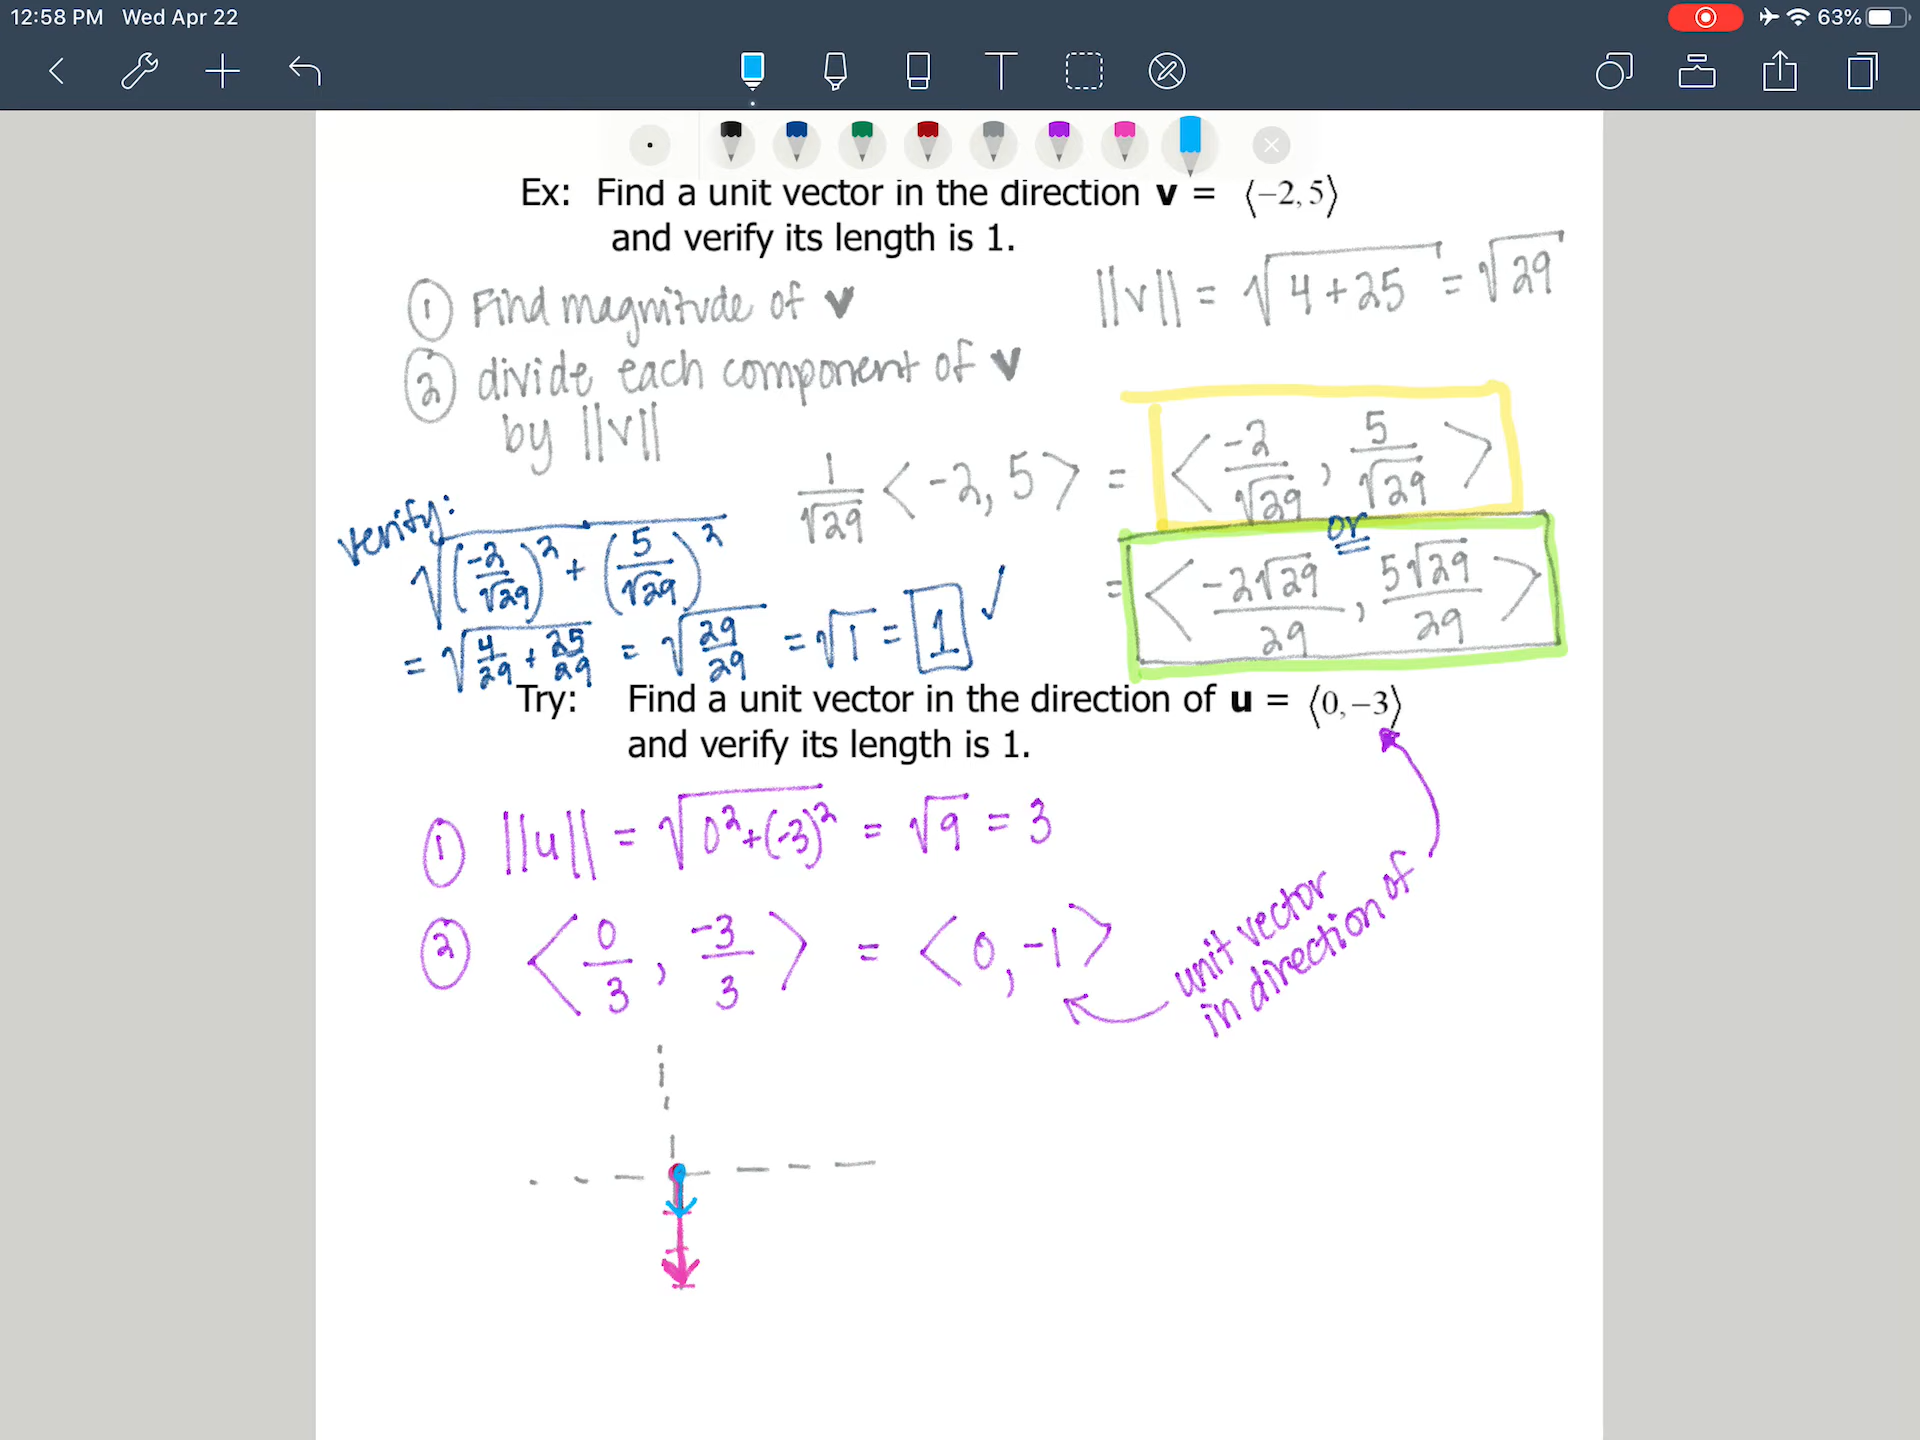 12:58 PM Wed Apr 22
63%
Ex: Find a unit vector in the direction v = ⟨−2, 5⟩
and verify its length is 1.
① Find magnitude of v
||v|| = √(4+25) = √29
② divide each component of v
by ||v||
1/√29 <-2, 5> = <-2/√29, 5/√29>
or
= <-2√29/29, 5√29/29>
verify:
√((-2/√29)² + (5/√29)²)
= √(4/29 + 25/29) = √(29/29) = √1 = 1 ✓
Try: Find a unit vector in the direction of u = ⟨0, −3⟩
and verify its length is 1.
① ||u|| = √(0²+(-3)²) = √9 = 3
② <0/3, -3/3> = <0, -1>
unit vector
in direction of